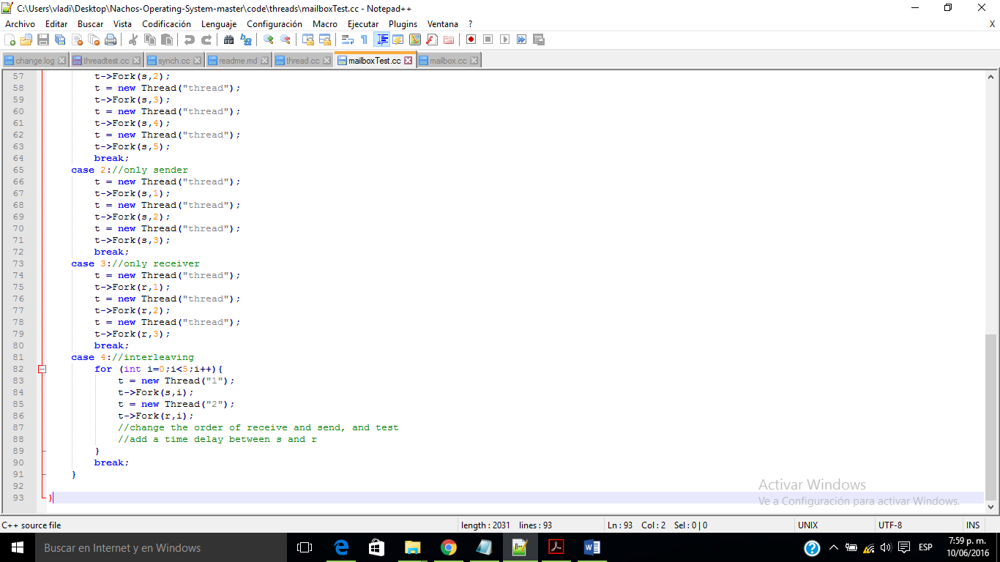 C:\Users\vladi\Desktop\Nachos-Operating-System-master\code\threads\mailboxTest.cc - Notepad++
Archivo Editar Buscar Vista Codificación Lenguaje Configuración Macro Ejecutar Plugins Ventana ? X
change.log threadtest.cc synch.cc readme.md thread.cc mailboxTest.cc mailbox.cc
57 t->Fork(s,2);
58 t = new Thread("thread");
59 t->Fork(s,3);
60 t = new Thread("thread");
61 t->Fork(s,4);
62 t = new Thread("thread");
63 t->Fork(s,5);
64 break;
65 case 2://only sender
66 t = new Thread("thread");
67 t->Fork(s,1);
68 t = new Thread("thread");
69 t->Fork(s,2);
70 t = new Thread("thread");
71 t->Fork(s,3);
72 break;
73 case 3://only receiver
74 t = new Thread("thread");
75 t->Fork(r,1);
76 t = new Thread("thread");
77 t->Fork(r,2);
78 t = new Thread("thread");
79 t->Fork(r,3);
80 break;
81 case 4://interleaving
82 for (int i=0;i<5;i++){
83 t = new Thread("1");
84 t->Fork(s,i);
85 t = new Thread("2");
86 t->Fork(r,i);
87 //change the order of receive and send, and test
88 //add a time delay between s and r
89 }
90 break;
91 }
92
93 }
Activar Windows
Ve a Configuración para activar Windows.
C++ source file length : 2031 lines : 93 Ln : 93 Col : 2 Sel : 0 | 0 UNIX UTF-8 INS
Buscar en Internet y en Windows
ESP
7:59 p. m.
10/06/2016